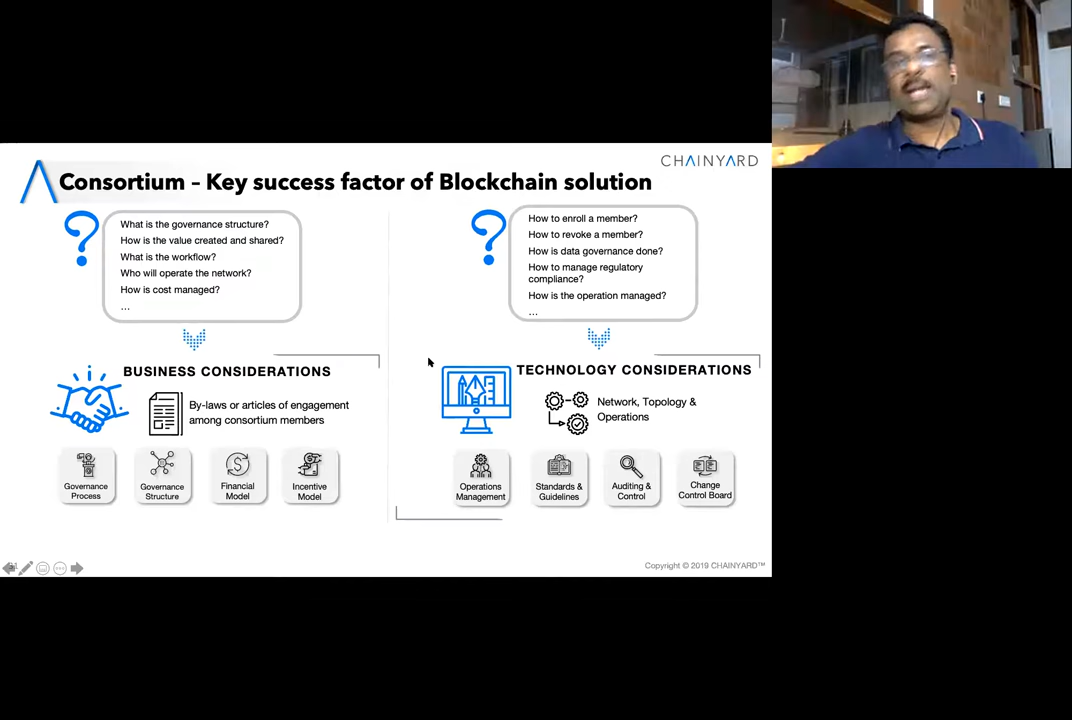 CHAINYARD
Consortium – Key success factor of Blockchain solution
What is the governance structure?
How is the value created and shared?
What is the workflow?
Who will operate the network?
How is cost managed?
...
BUSINESS CONSIDERATIONS
By-laws or articles of engagement
among consortium members
Governance
Process
Governance
Structure
Financial
Model
Incentive
Model
How to enroll a member?
How to revoke a member?
How is data governance done?
How to manage regulatory
compliance?
How is the operation managed?
...
TECHNOLOGY CONSIDERATIONS
Network, Topology &
Operations
Operations
Management
Standards &
Guidelines
Auditing &
Control
Change
Control Board
Copyright © 2019 CHAINYARD™